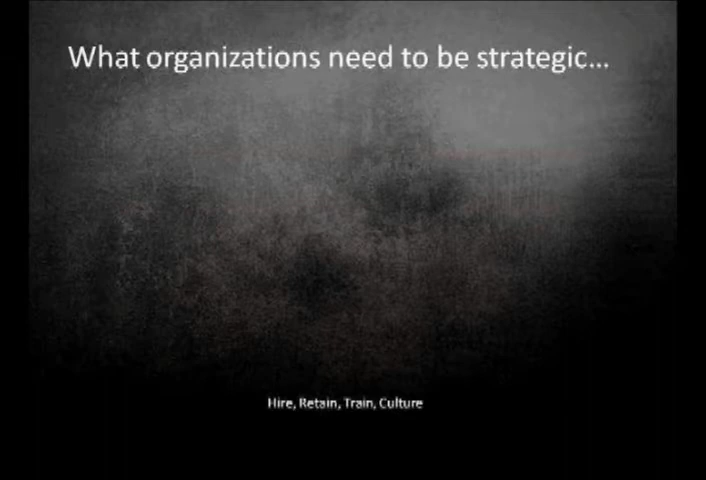 What organizations need to be strategic...
Hire, Retain, Train, Culture